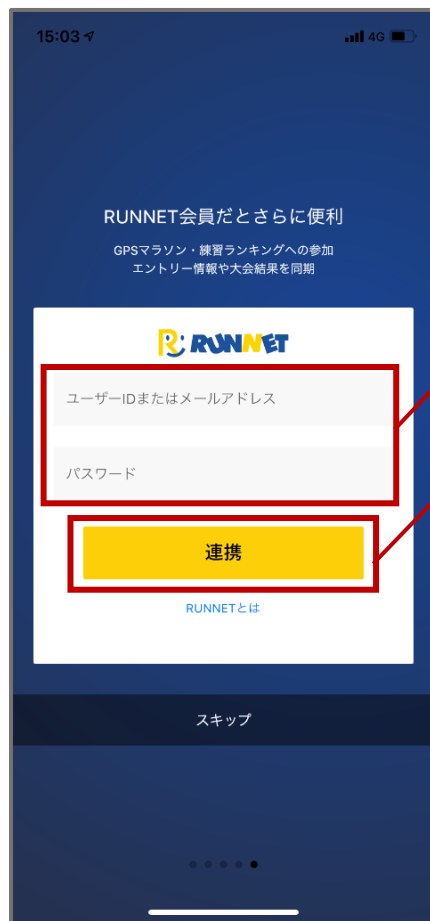 15:03
4G
RUNNET会員だとさらに便利
GPSマラソン・練習ランキングへの参加
エントリー情報や大会結果を同期
RUNNET
ユーザーIDまたはメールアドレス
パスワード
連携
RUNNETとは
スキップ